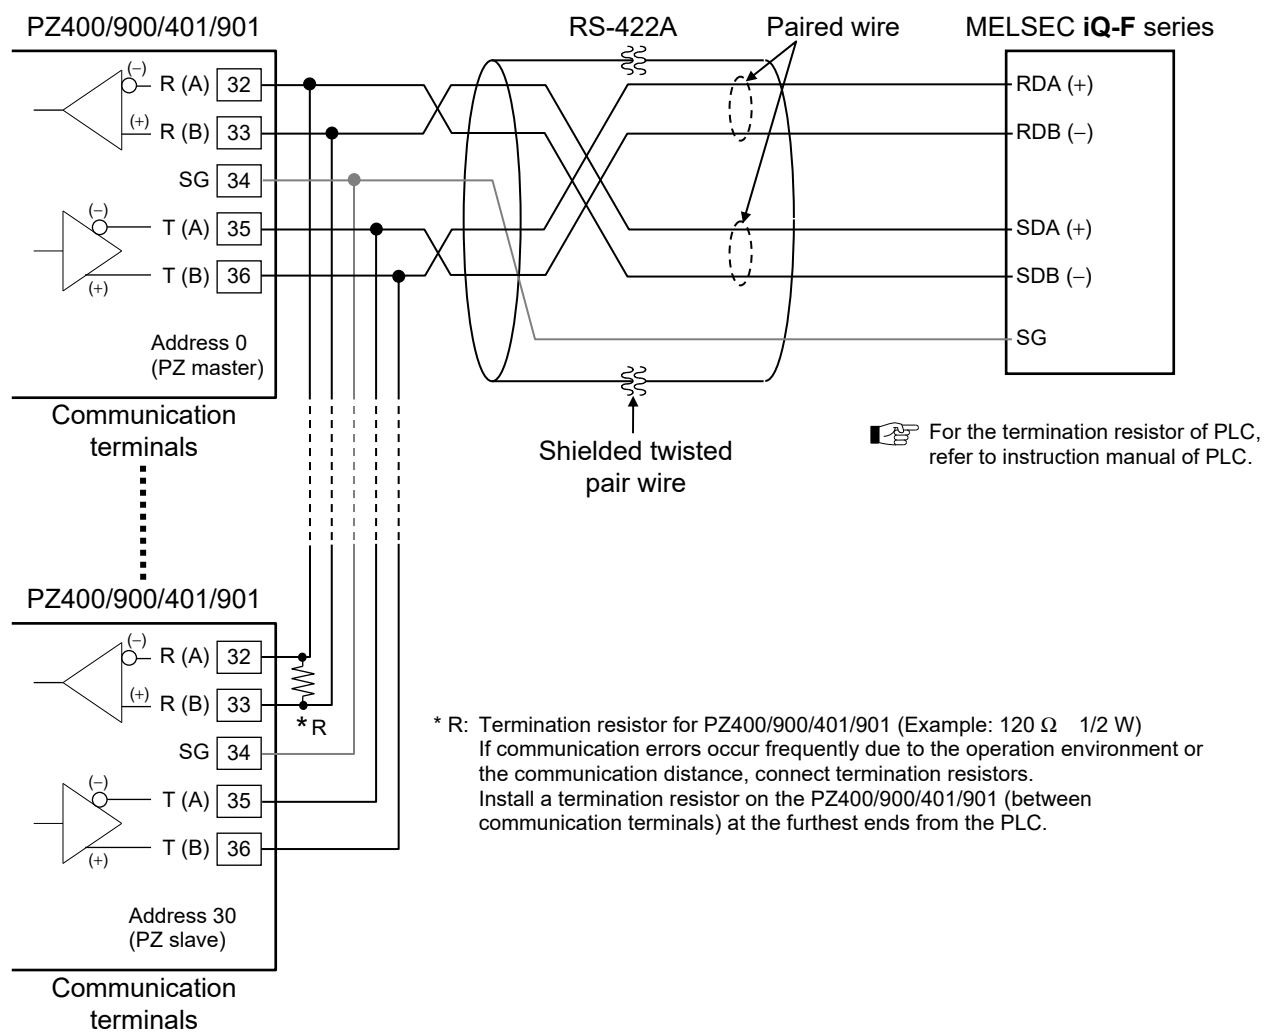 PZ400/900/401/901
RS-422A
Paired wire
MELSEC iQ-F series
(−)
R (A) 32
(+)
R (B) 33
SG 34
(−)
T (A) 35
T (B) 36
(+)
Address 0
(PZ master)
Communication
terminals
RDA (+)
RDB (−)
SDA (+)
SDB (−)
SG
Shielded twisted
pair wire
For the termination resistor of PLC,
refer to instruction manual of PLC.
PZ400/900/401/901
(−)
R (A) 32
(+)
R (B) 33
* R
SG 34
(−)
T (A) 35
T (B) 36
(+)
Address 30
(PZ slave)
Communication
terminals
* R: Termination resistor for PZ400/900/401/901 (Example: 120 Ω 1/2 W)
If communication errors occur frequently due to the operation environment or
the communication distance, connect termination resistors.
Install a termination resistor on the PZ400/900/401/901 (between
communication terminals) at the furthest ends from the PLC.